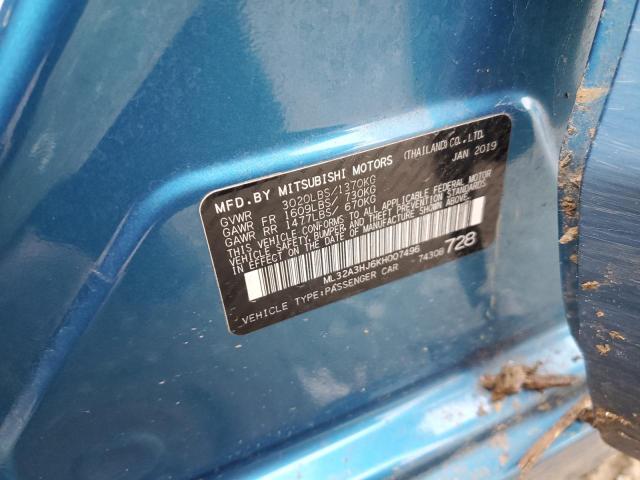 MFD.BY MITSUBISHI MOTORS (THAILAND) CO.,LTD.
JAN 2019
GVWR 3020LBS/1370KG
GAWR FR 1609LBS/ 730KG
GAWR RR 1477LBS/ 670KG
THIS VEHICLE CONFORMS TO ALL APPLICABLE FEDERAL MOTOR
VEHICLE SAFETY, BUMPER, AND THEFT PREVENTION STANDARDS
IN EFFECT ON THE DATE OF MANUFACTURE SHOWN ABOVE.
ML32A3HJ6KH007496
74308 728
VEHICLE TYPE:PASSENGER CAR